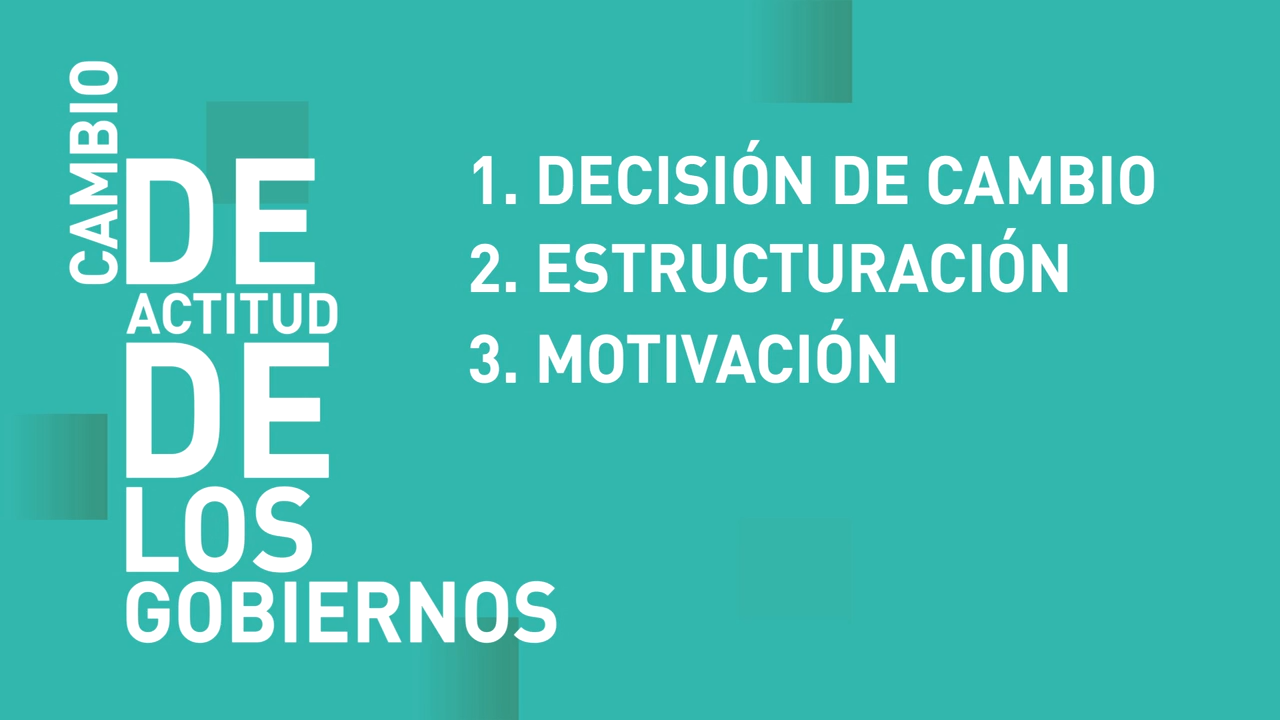 CAMBIO
DE
ACTITUD
DE
LOS
GOBIERNOS
1. DECISIÓN DE CAMBIO
2. ESTRUCTURACIÓN
3. MOTIVACIÓN